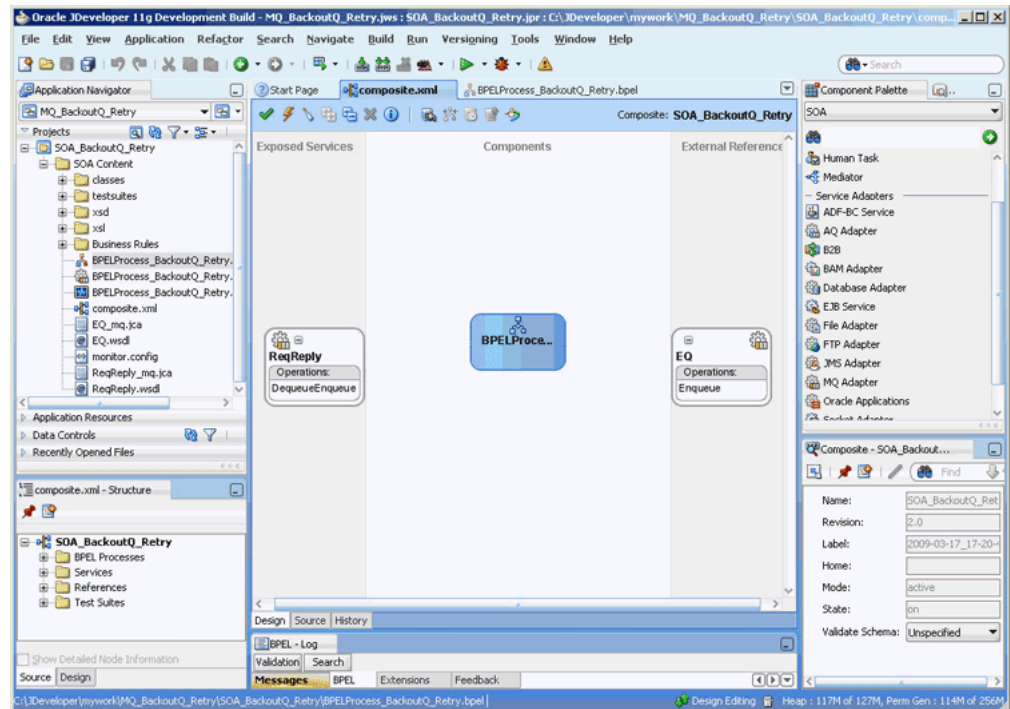 Oracle JDeveloper 11g Development Build - MQ_BackoutQ_Retry.jws : SOA_BackoutQ_Retry.jpr : C:\JDeveloper\mywork\MQ_BackoutQ_Retry\SOA_BackoutQ_Retry\comp...
File Edit View Application Refactor Search Navigate Build Run Versioning Tools Window Help
Search
Application Navigator
Start Page
composite.xml
BPELProcess_BackoutQ_Retry.bpel
Component Palette
MQ_BackoutQ_Retry
Composite: SOA_BackoutQ_Retry
SOA
Projects
SOA_BackoutQ_Retry
SOA Content
classes
testsuites
xsd
xsl
Business Rules
BPELProcess_BackoutQ_Retry.
BPELProcess_BackoutQ_Retry.
BPELProcess_BackoutQ_Retry.
composite.xml
EQ_mq.jca
EQ.wsdl
monitor.config
ReqReply_mq.jca
ReqReply.wsdl
Application Resources
Data Controls
Recently Opened Files
composite.xml - Structure
SOA_BackoutQ_Retry
BPEL Processes
Services
References
Test Suites
Show Detailed Node Information
Source Design
Exposed Services
Components
External Reference
ReqReply
Operations:
DequeueEnqueue
BPELProce...
EQ
Operations:
Enqueue
Design Source History
BPEL - Log
Validation Search
Messages BPEL Extensions Feedback
Human Task
Mediator
Service Adapters
ADF-BC Service
AQ Adapter
B2B
BAM Adapter
Database Adapter
EJB Service
File Adapter
FTP Adapter
JMS Adapter
MQ Adapter
Oracle Applications
Socket Adapter
Composite - SOA_Backout...
Find
Name: SOA_BackoutQ_Ret
Revision: 2.0
Label: 2009-03-17_17-20-
Home:
Mode: active
State: on
Validate Schema: Unspecified
C:\JDeveloper\mywork\MQ_BackoutQ_Retry\SOA_BackoutQ_Retry\BPELProcess_BackoutQ_Retry.bpel
Design Editing
Heap : 117M of 127M, Perm Gen : 114M of 256M